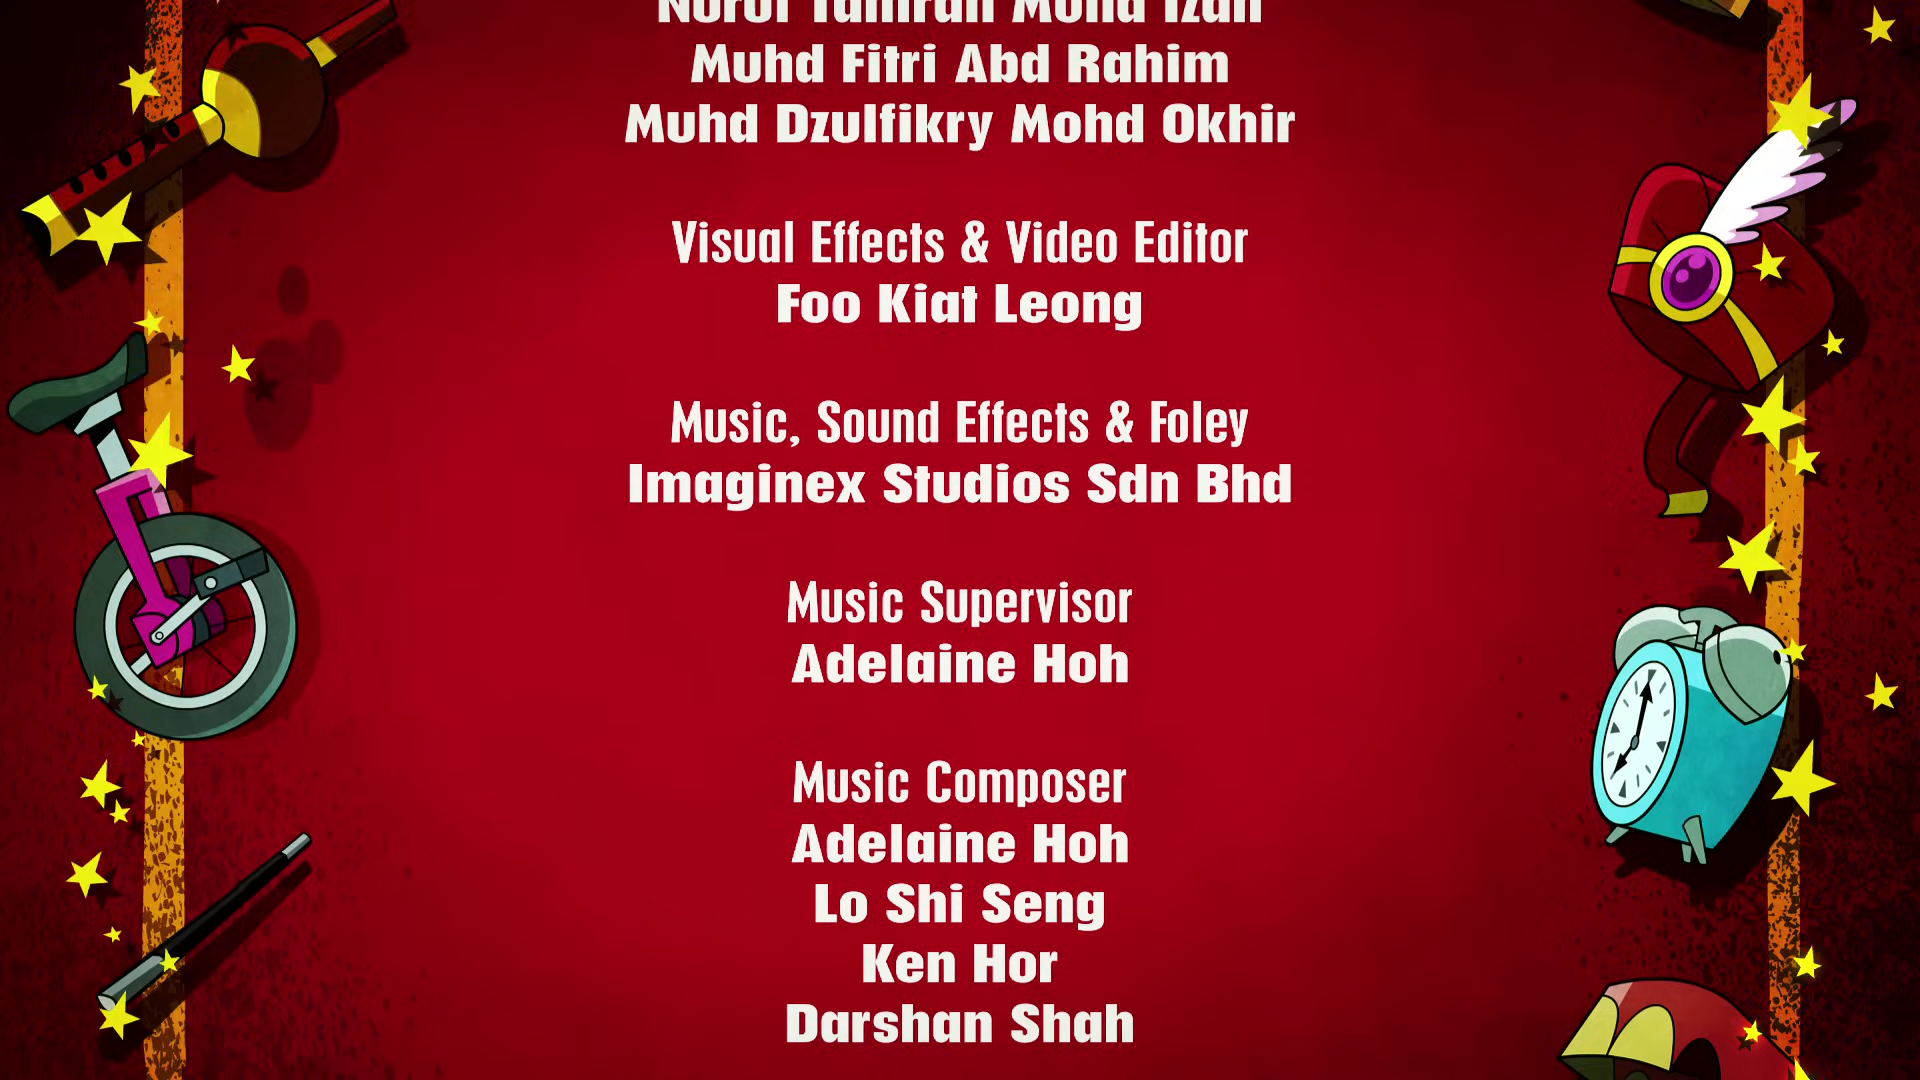 Muhd Fitri Abd Rahim
Muhd Dzulfikry Mohd Okhir
Visual Effects & Video Editor
Foo Kiat Leong
Music, Sound Effects & Foley
Imaginex Studios Sdn Bhd
Music Supervisor
Adelaine Hoh
Music Composer
Adelaine Hoh
Lo Shi Seng
Ken Hor
Darshan Shah